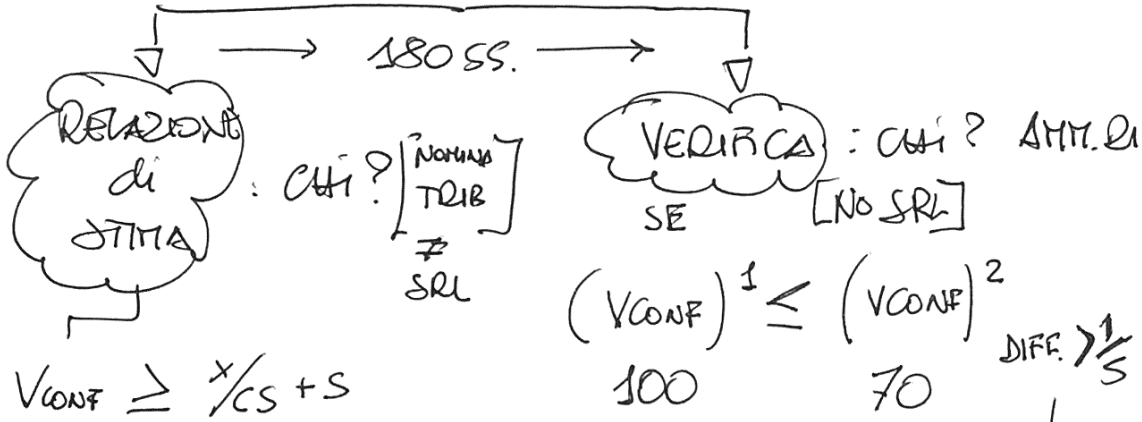 → 180 SS. →
RELAZIONE
di
STIMA
: CHi? [NOMINA
TRIB]
≠
SRL
VCONF ≥ x/CS + S
VERIFICA : CHi? AMM.RI
[NO SRL]
SE
(VCONF)¹ ≤ (VCONF)²
100 70
DIFF. > 1/5